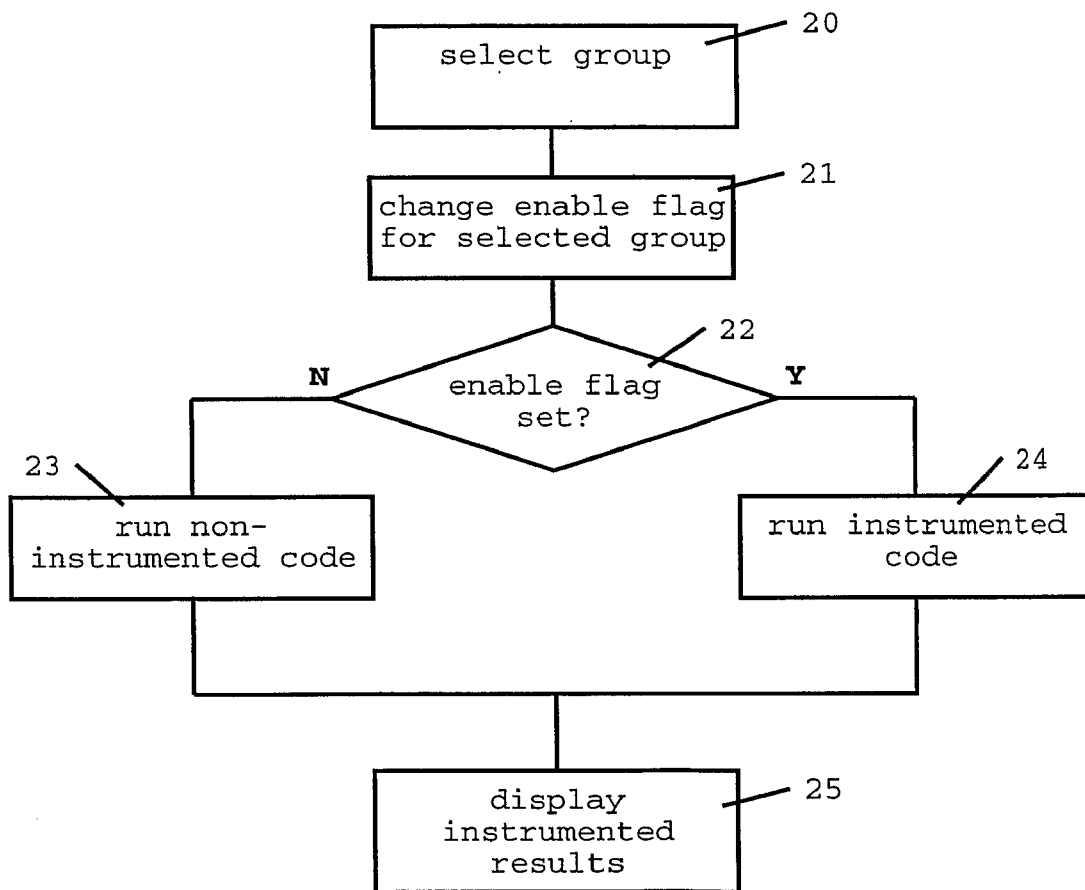 20
select group
21
change enable flag
for selected group
22
N
enable flag
set?
Y
23
run non-
instrumented code
24
run instrumented
code
25
display
instrumented
results